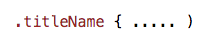 .titleName { ..... )